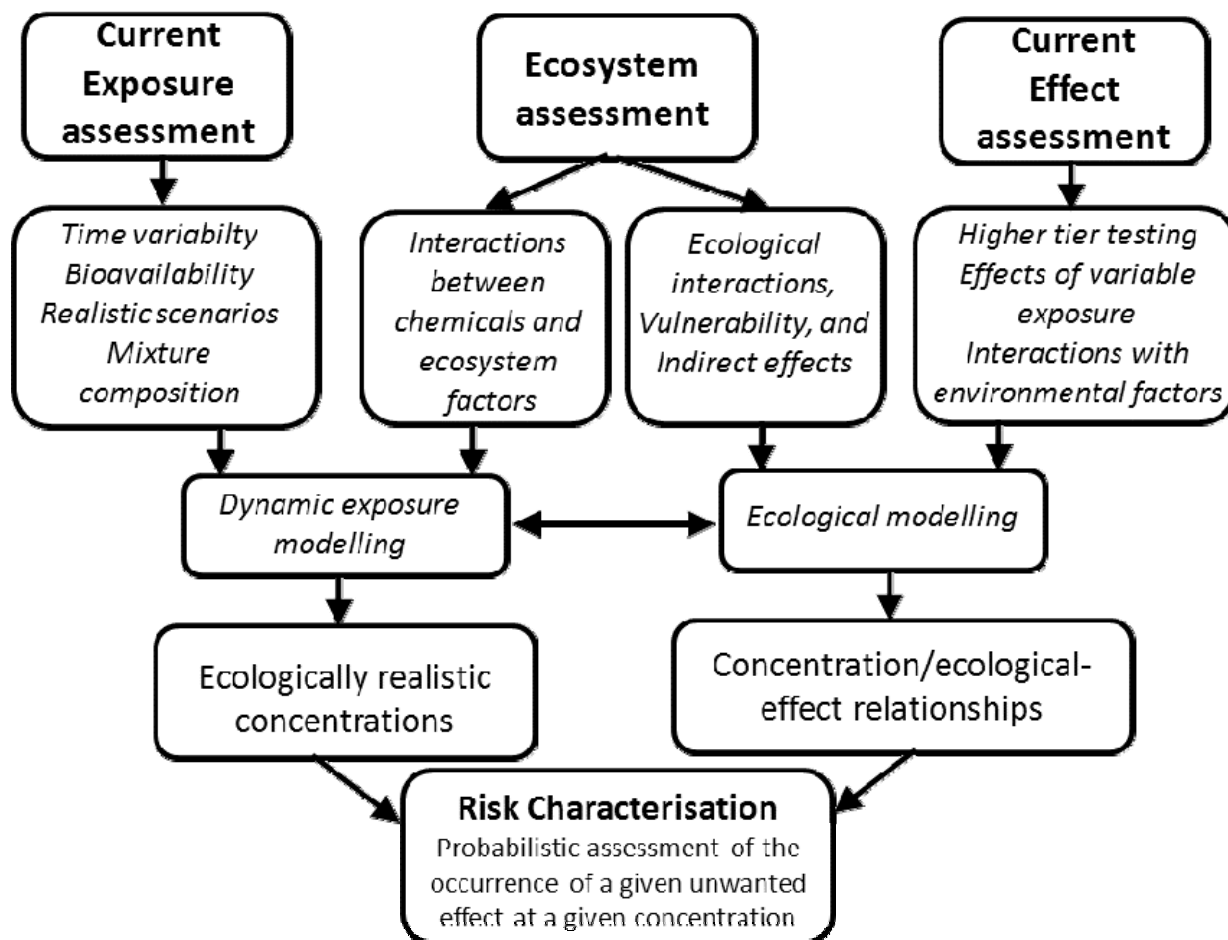 Current
Exposure
assessment
Ecosystem
assessment
Current
Effect
assessment
Time variabilty
Bioavailability
Realistic scenarios
Mixture
composition
Interactions
between
chemicals and
ecosystem
factors
Ecological
interactions,
Vulnerability, and
Indirect effects
Higher tier testing
Effects of variable
exposure
Interactions with
environmental factors
Dynamic exposure
modelling
Ecological modelling
Ecologically realistic
concentrations
Concentration/ecological-
effect relationships
Risk Characterisation
Probabilistic assessment of the
occurrence of a given unwanted
effect at a given concentration